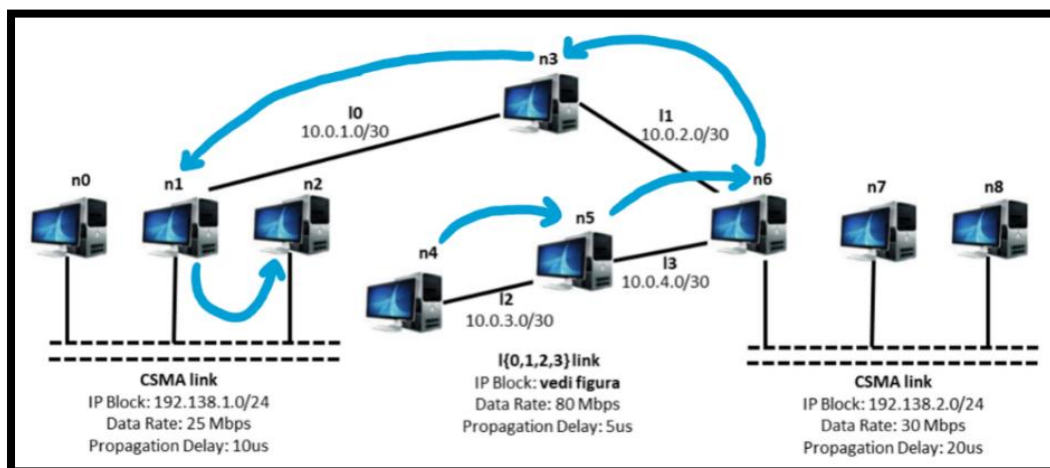 n3
l0
10.0.1.0/30
l1
10.0.2.0/30
n0
n1
n2
n6
n7
n8
n4
n5
l2
10.0.3.0/30
l3
10.0.4.0/30
CSMA link
IP Block: 192.138.1.0/24
Data Rate: 25 Mbps
Propagation Delay: 10us
l{0,1,2,3} link
IP Block: vedi figura
Data Rate: 80 Mbps
Propagation Delay: 5us
CSMA link
IP Block: 192.138.2.0/24
Data Rate: 30 Mbps
Propagation Delay: 20us